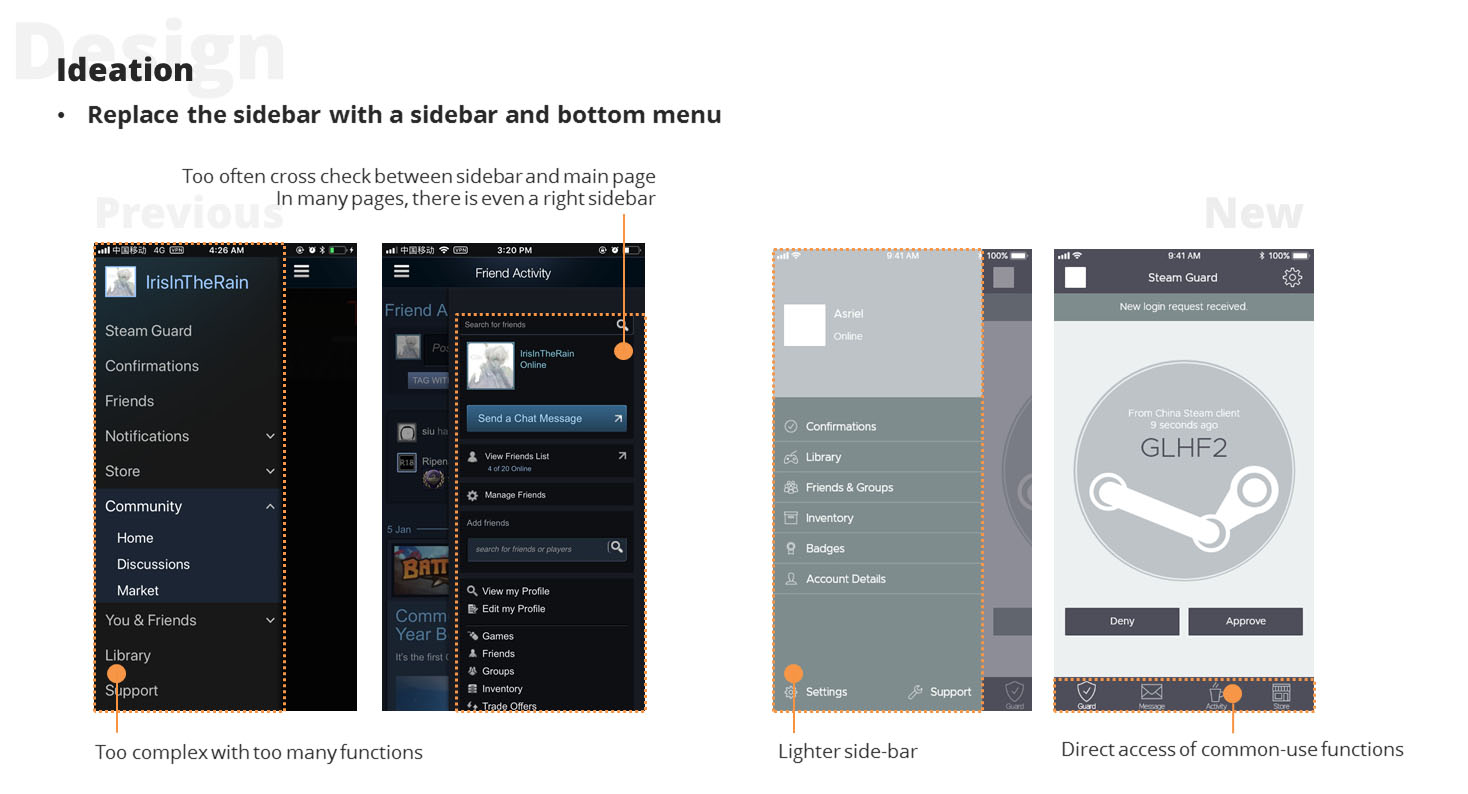 Design
Ideation
• Replace the sidebar with a sidebar and bottom menu
Too often cross check between sidebar and main page
In many pages, there is even a right sidebar
Previous
New
中国移动 4G VPN 4:26 AM
IrisInTheRain
Steam Guard
Confirmations
Friends
Notifications
Store
Community
Home
Discussions
Market
You & Friends
Library
Support
中国移动 VPN 3:20 PM
Friend Activity
Friend A
Pos
TAG WIT
siu ha
R18 Ripen
5 Jan
BATT
Comm
Year B
It's the first
Search for friends
IrisInTheRain
Online
Send a Chat Message
View Friends List
4 of 20 Online
Manage Friends
Add friends
search for friends or players
View my Profile
Edit my Profile
Games
Friends
Groups
Inventory
Trade Offers
9:41 AM 100%
Asriel
Online
Confirmations
Library
Friends & Groups
Inventory
Badges
Account Details
Settings Support
Guard
9:41 AM 100%
Steam Guard
New login request received.
From China Steam client
9 seconds ago
GLHF2
Deny Approve
Guard Message Activity Store
Too complex with too many functions
Lighter side-bar
Direct access of common-use functions